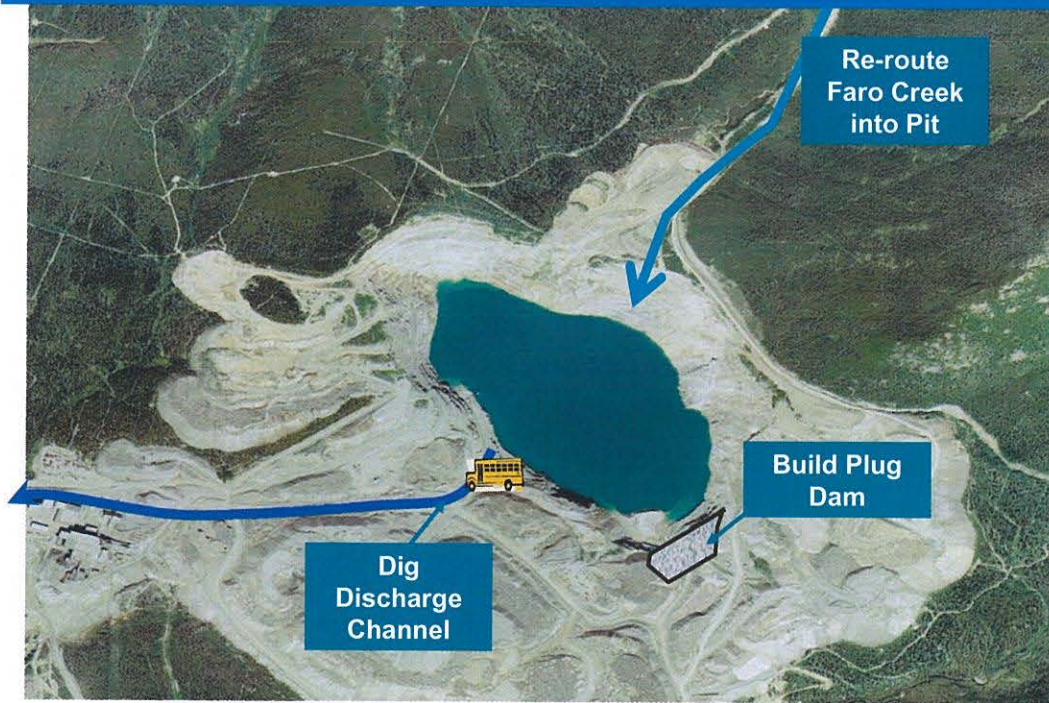 Re-route
Faro Creek
into Pit
Build Plug
Dam
Dig
Discharge
Channel